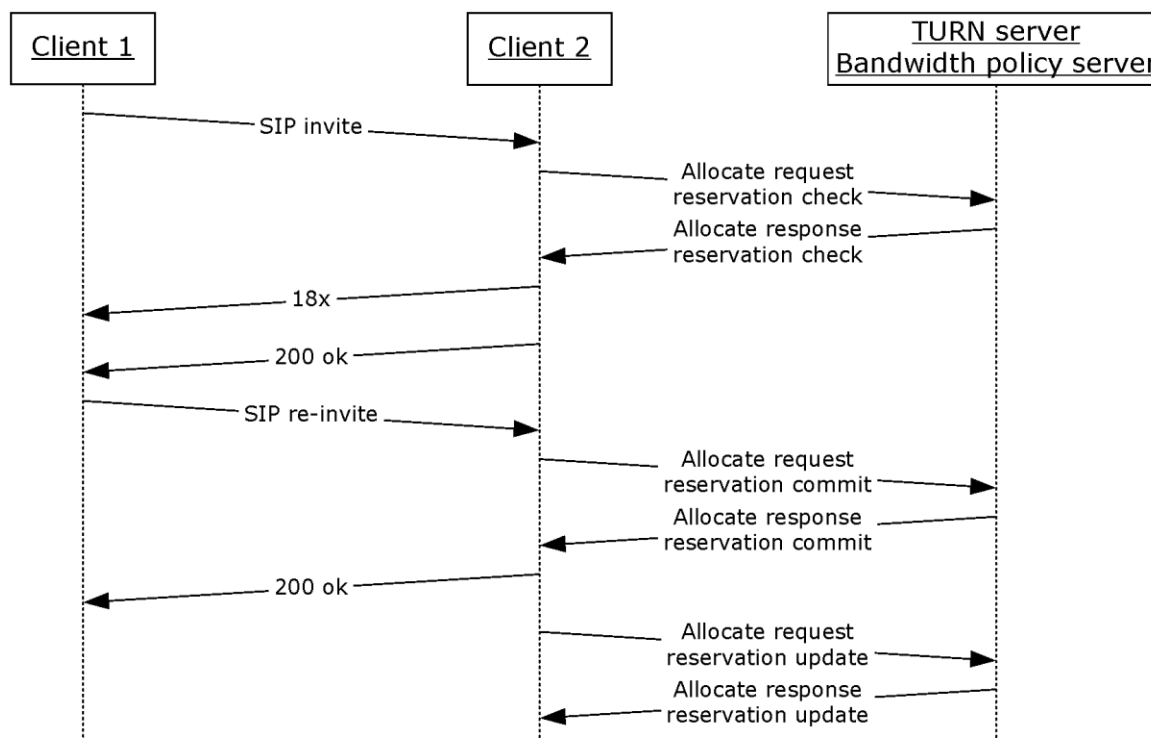 Client 1
Client 2
TURN server
Bandwidth policy server
SIP invite
Allocate request
reservation check
Allocate response
reservation check
18x
200 ok
SIP re-invite
Allocate request
reservation commit
Allocate response
reservation commit
200 ok
Allocate request
reservation update
Allocate response
reservation update